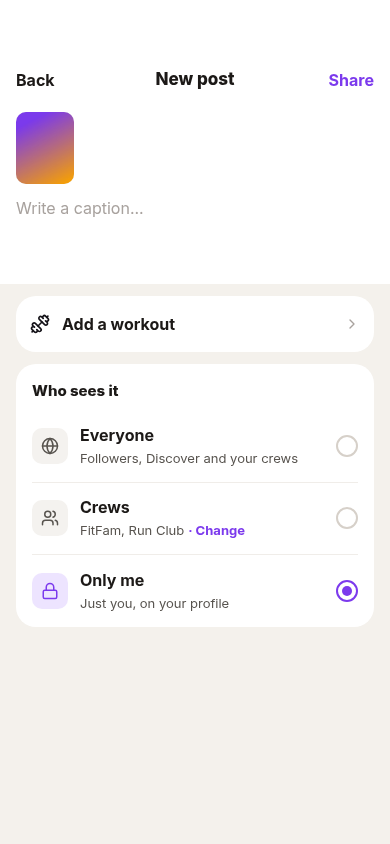 Back
New post
Share
Write a caption...
Add a workout
Who sees it
Everyone
Followers, Discover and your crews
Crews
FitFam, Run Club · Change
Only me
Just you, on your profile